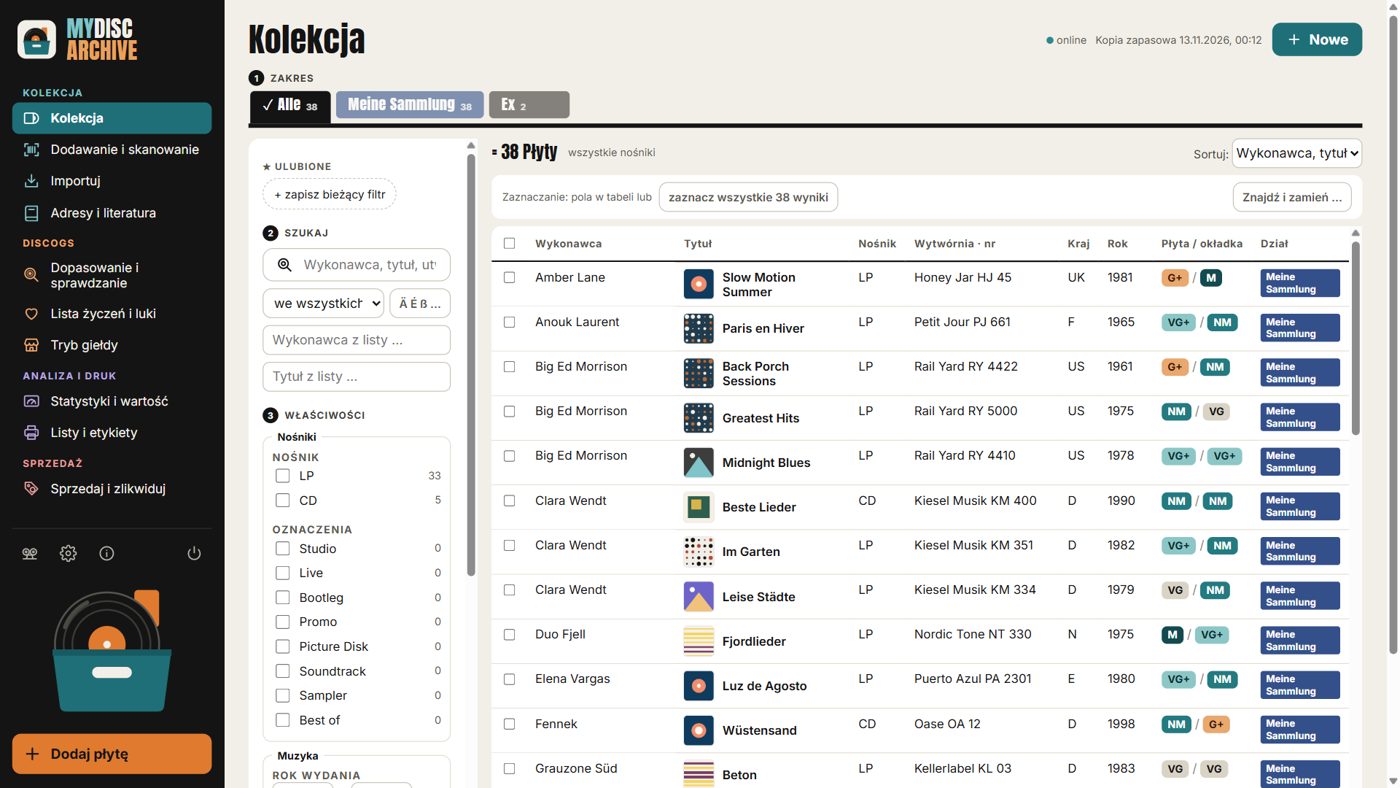 MYDISC
ARCHIVE
KOLEKCJA
Kolekcja
Dodawanie i skanowanie
Importuj
Adresy i literatura
DISCOGS
Dopasowanie i
sprawdzanie
Lista życzeń i luki
Tryb giełdy
ANALIZA I DRUK
Statystyki i wartość
Listy i etykiety
SPRZEDAŻ
Sprzedaj i zlikwiduj
+ Dodaj płytę
Kolekcja
online Kopia zapasowa 13.11.2026, 00:12 + Nowe
1 ZAKRES
✓ Alle 38 Meine Sammlung 38 Ex 2
★ ULUBIONE
+ zapisz bieżący filtr
2 SZUKAJ
Wykonawca, tytuł, ut
we wszystkich Ä É ß ...
Wykonawca z listy ...
Tytuł z listy ...
3 WŁAŚCIWOŚCI
Nośniki
NOŚNIK
LP 33
CD 5
OZNACZENIA
Studio 0
Live 0
Bootleg 0
Promo 0
Picture Disk 0
Soundtrack 0
Sampler 0
Best of 0
Muzyka
ROK WYDANIA
= 38 Płyty wszystkie nośniki
Sortuj: Wykonawca, tytuł
Zaznaczanie: pola w tabeli lub zaznacz wszystkie 38 wyniki Znajdź i zamień ...
Wykonawca Tytuł Nośnik Wytwórnia · nr Kraj Rok Płyta / okładka Dział
Amber Lane Slow Motion Summer LP Honey Jar HJ 45 UK 1981 G+ / M Meine Sammlung
Anouk Laurent Paris en Hiver LP Petit Jour PJ 661 F 1965 VG+ / NM Meine Sammlung
Big Ed Morrison Back Porch Sessions LP Rail Yard RY 4422 US 1961 G+ / NM Meine Sammlung
Big Ed Morrison Greatest Hits LP Rail Yard RY 5000 US 1975 NM / VG Meine Sammlung
Big Ed Morrison Midnight Blues LP Rail Yard RY 4410 US 1978 VG+ / VG+ Meine Sammlung
Clara Wendt Beste Lieder CD Kiesel Musik KM 400 D 1990 NM / NM Meine Sammlung
Clara Wendt Im Garten LP Kiesel Musik KM 351 D 1982 VG+ / NM Meine Sammlung
Clara Wendt Leise Städte LP Kiesel Musik KM 334 D 1979 VG / NM Meine Sammlung
Duo Fjell Fjordlieder LP Nordic Tone NT 330 N 1975 M / VG+ Meine Sammlung
Elena Vargas Luz de Agosto LP Puerto Azul PA 2301 E 1980 VG+ / NM Meine Sammlung
Fennek Wüstensand CD Oase OA 12 D 1998 NM / G+ Meine Sammlung
Grauzone Süd Beton LP Kellerlabel KL 03 D 1983 VG / VG Meine Sammlung